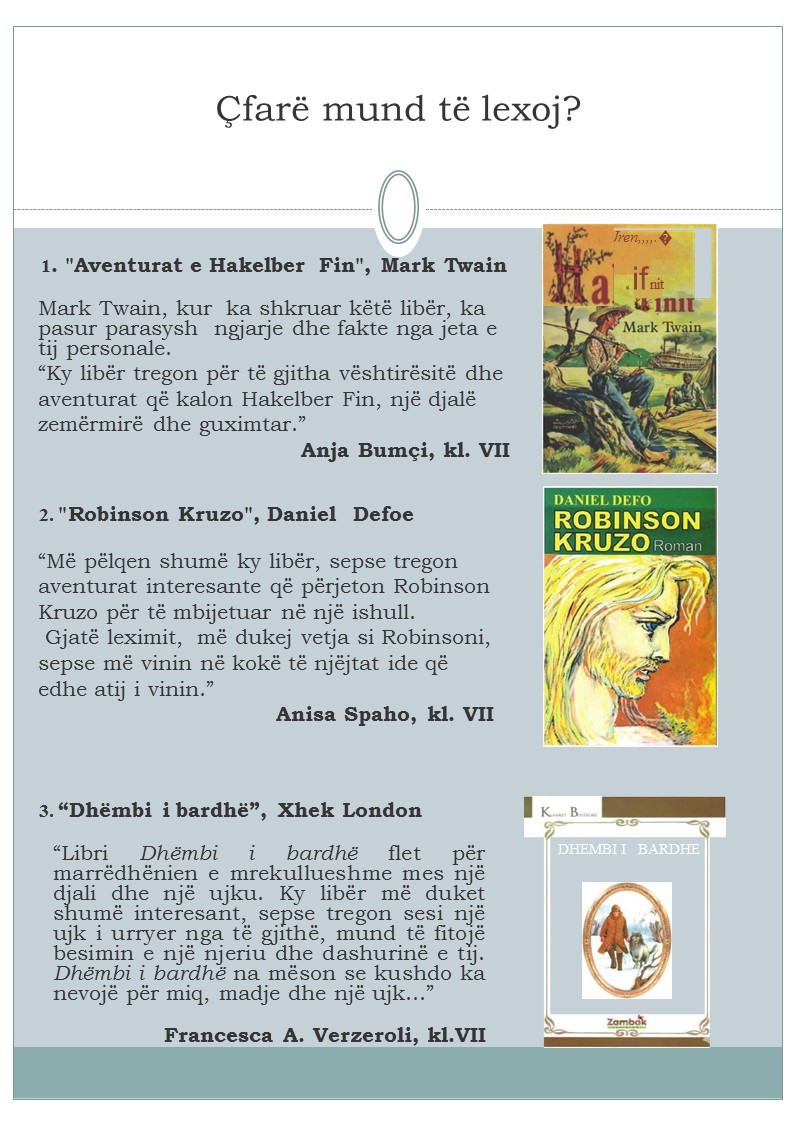 Çfarë mund të lexoj?
1. "Aventurat e Hakelber Fin", Mark Twain
Mark Twain, kur ka shkruar këtë libër, ka
pasur parasysh ngjarje dhe fakte nga jeta e
tij personale.
“Ky libër tregon për të gjitha vështirësitë dhe
aventurat që kalon Hakelber Fin, një djalë
zemërmirë dhe guximtar.”
Anja Bumçi, kl. VII
Mark Twain
2. "Robinson Kruzo", Daniel Defoe
“Më pëlqen shumë ky libër, sepse tregon
aventurat interesante që përjeton Robinson
Kruzo për të mbijetuar në një ishull.
Gjatë leximit, më dukej vetja si Robinsoni,
sepse më vinin në kokë të njëjtat ide që
edhe atij i vinin.”
Anisa Spaho, kl. VII
DANIEL DEFO
ROBINSON
KRUZO Roman
3. “Dhëmbi i bardhë”, Xhek London
“Libri Dhëmbi i bardhë flet për
marrëdhënien e mrekullueshme mes një
djali dhe një ujku. Ky libër më duket
shumë interesant, sepse tregon sesi një
ujk i urryer nga të gjithë, mund të fitojë
besimin e një njeriu dhe dashurinë e tij.
Dhëmbi i bardhë na mëson se kushdo ka
nevojë për miq, madje dhe një ujk…”
Francesca A. Verzeroli, kl.VII
DHEMBI I BARDHE
Zambak